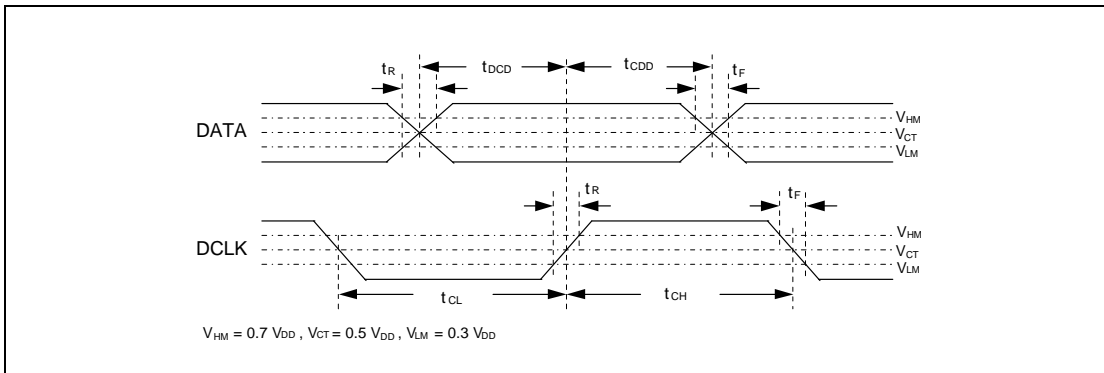 tR tDCD tCDD tF
DATA
VHM
VCT
VLM
tR tF
DCLK
VHM
VCT
VLM
tCL tCH
VHM = 0.7 VDD , VCT = 0.5 VDD , VLM = 0.3 VDD